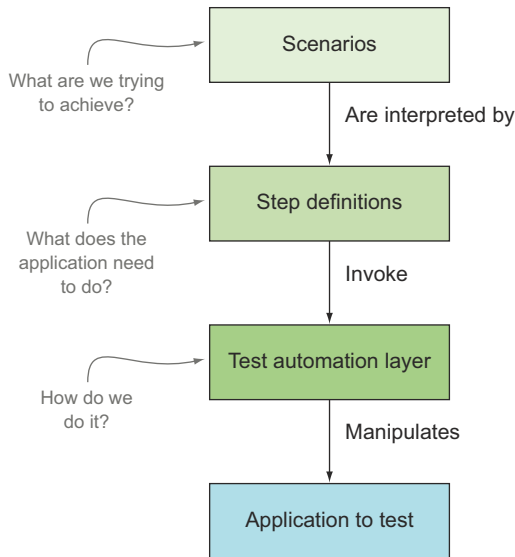 Scenarios
What are we trying
to achieve?
Are interpreted by
Step definitions
What does the
application need
to do?
Invoke
Test automation layer
How do we
do it?
Manipulates
Application to test